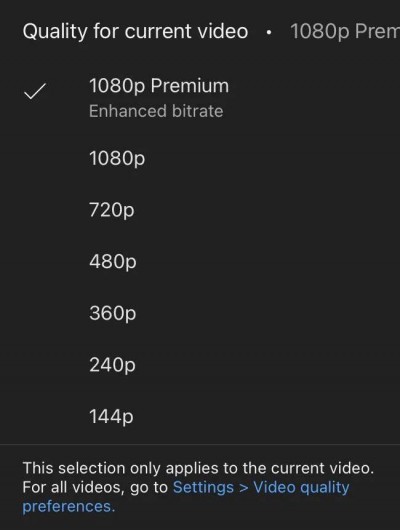 Quality for current video • 1080p Prem
1080p Premium
Enhanced bitrate
1080p
720p
480p
360p
240p
144p
This selection only applies to the current video.
For all videos, go to Settings > Video quality
preferences.